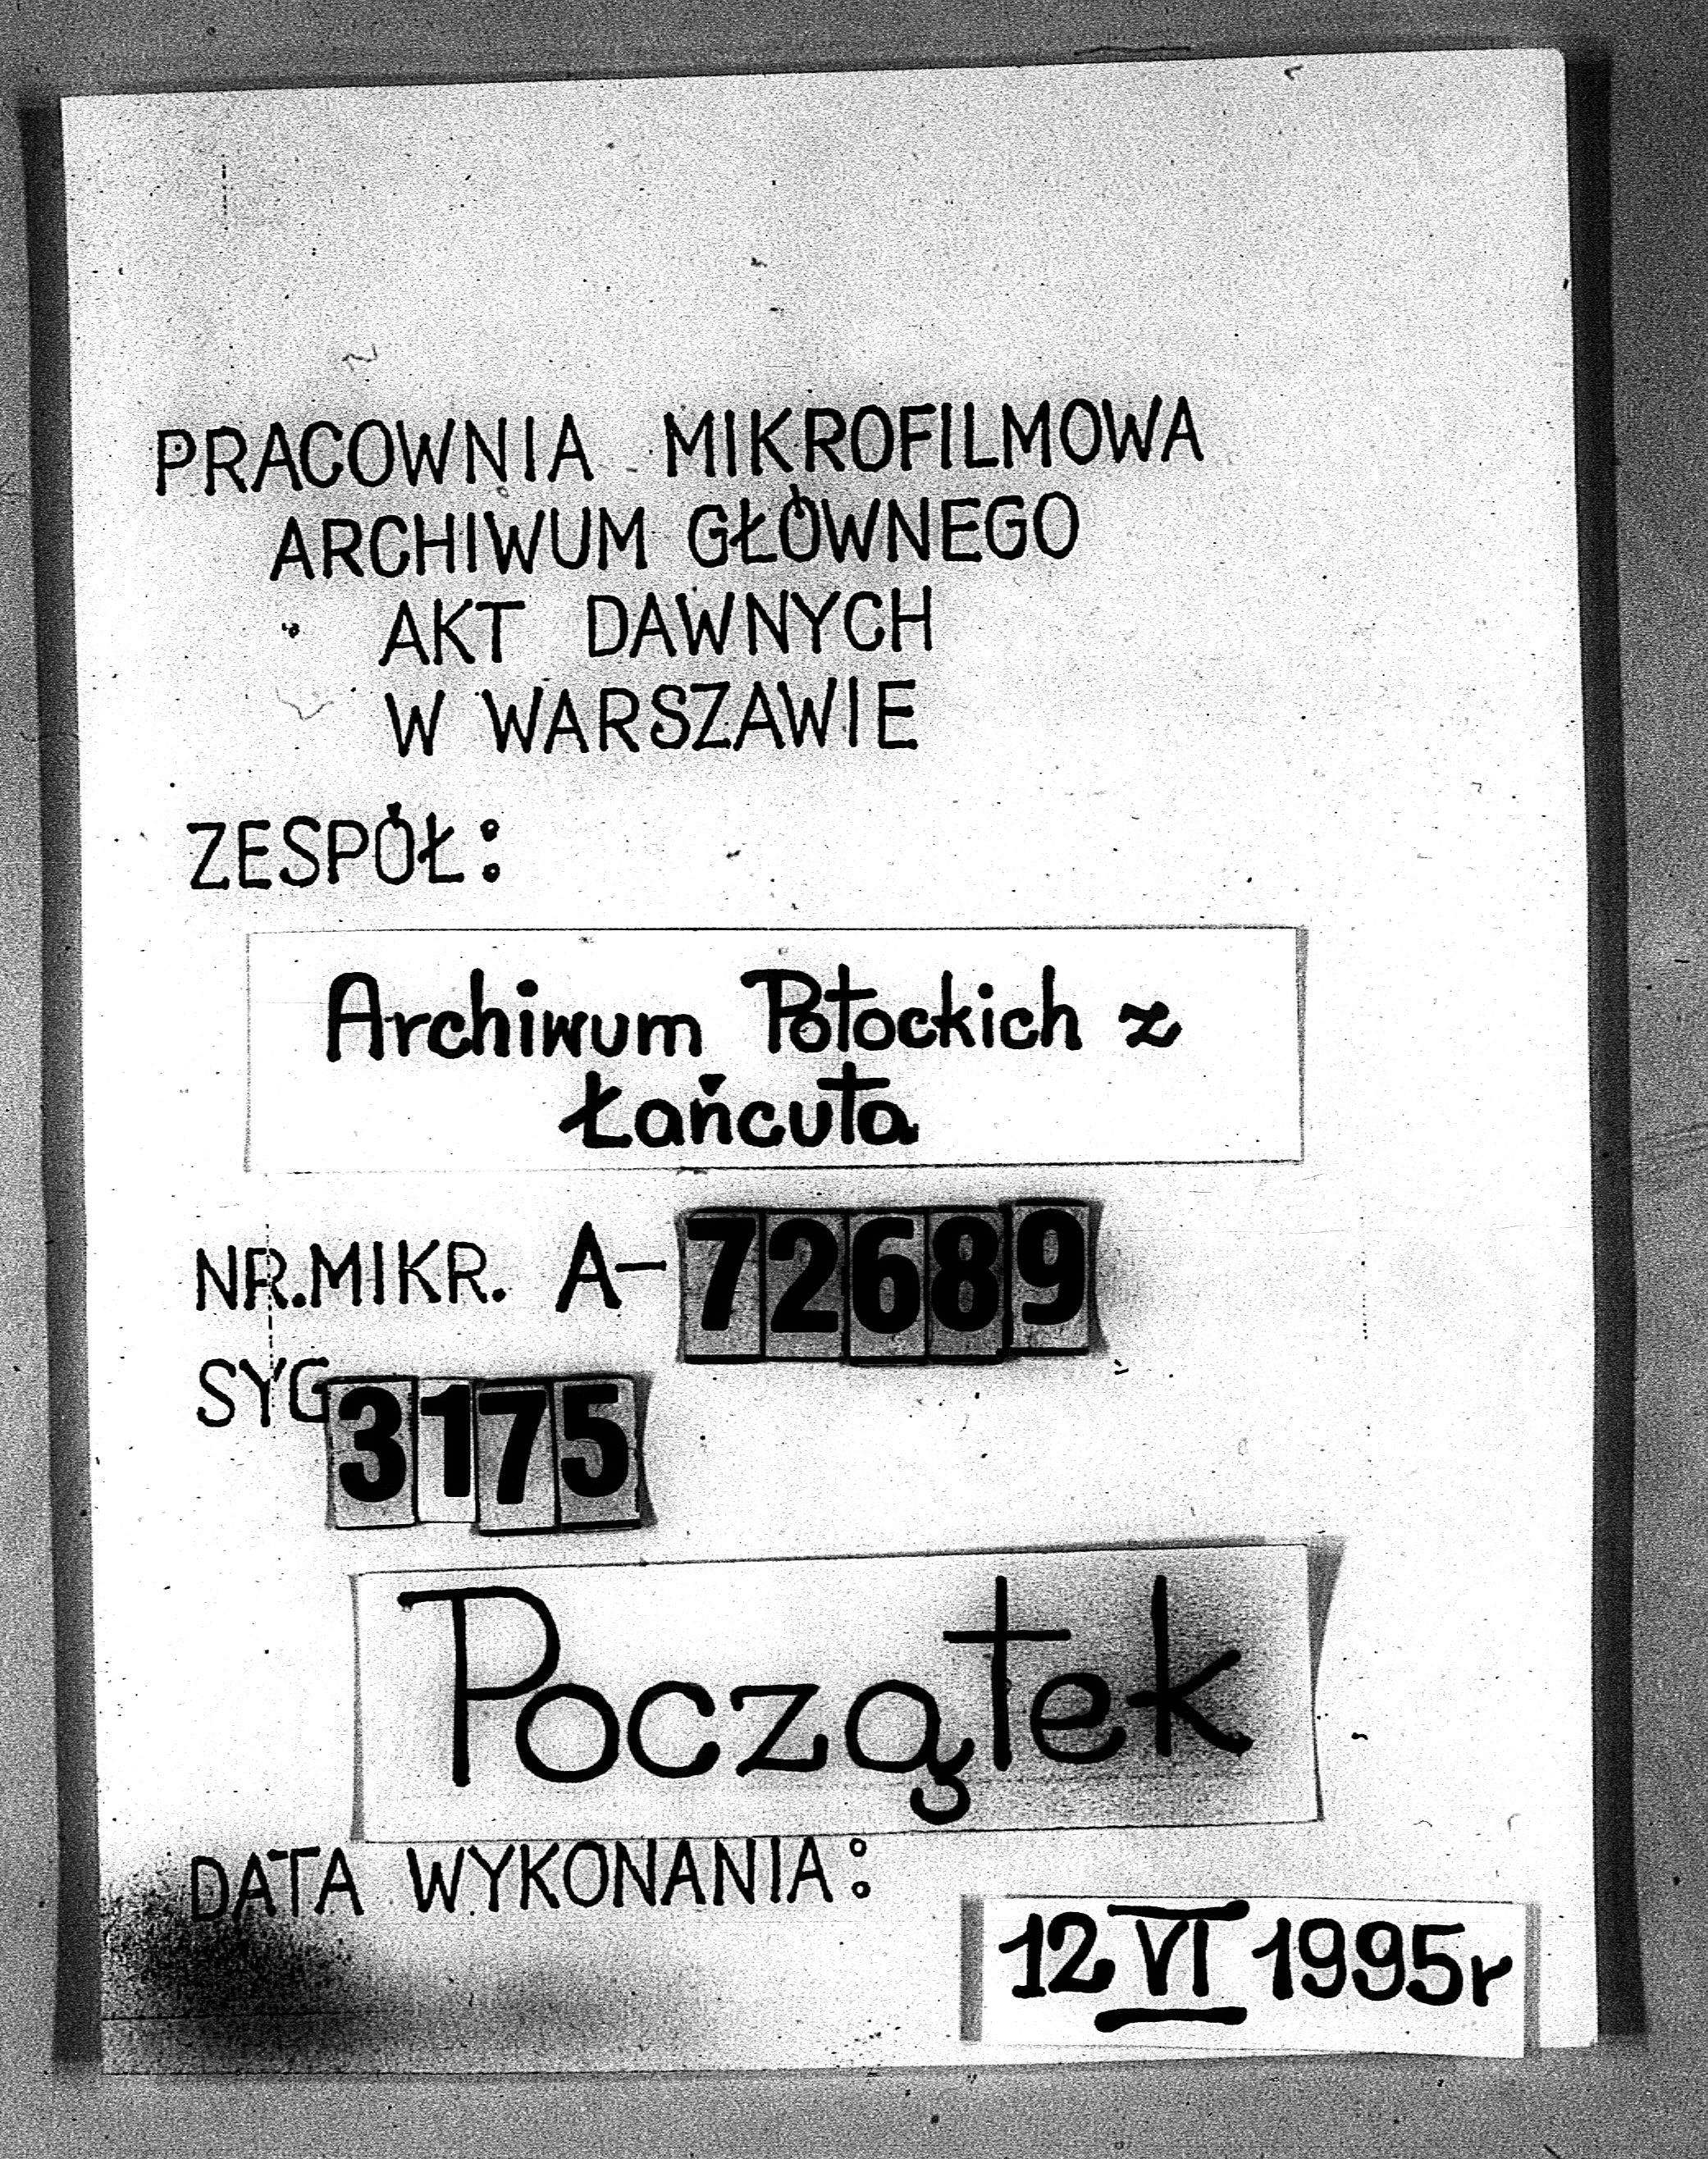 PRACOWNIA MIKROFILMOWA
ARCHIWUM GŁÓWNEGO
AKT DAWNYCH
W WARSZAWIE
ZESPÓŁ:
Archiwum Potockich z
Łańcuta
NR.MIKR. A-72689
SYG 3175
Początek
DATA WYKONANIA:
12 VI 1995r